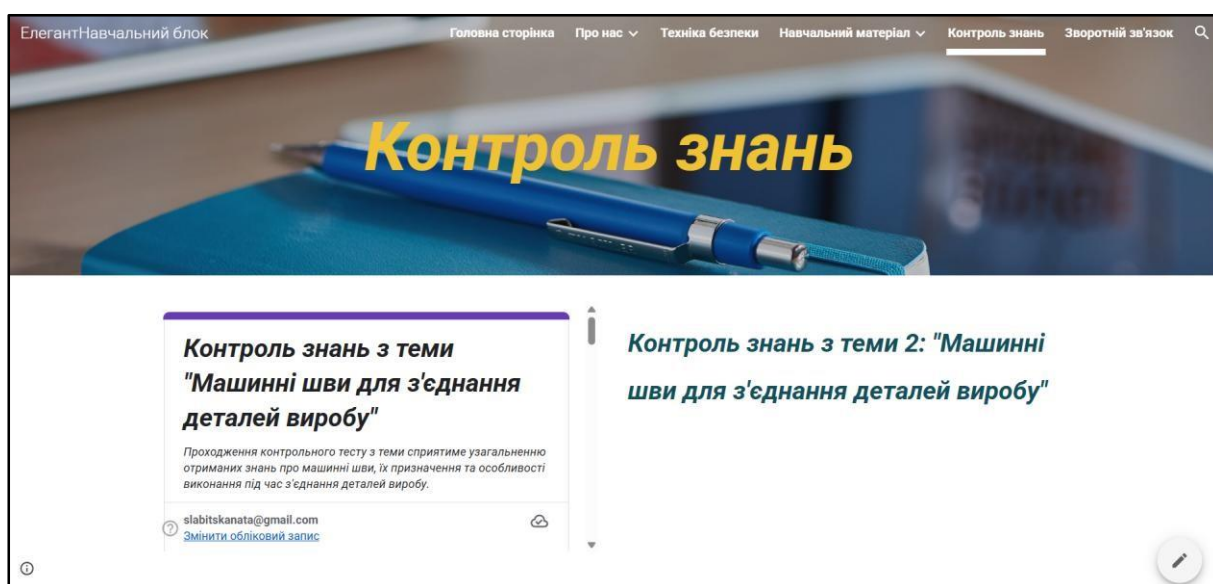 ЕлегантНавчальний блок
Головна сторінка Про нас Техніка безпеки Навчальний матеріал Контроль знань Зворотній зв'язок
Контроль знань
Контроль знань з теми
"Машинні шви для з'єднання
деталей виробу"
Проходження контрольного тесту з теми сприятиме узагальненню
отриманих знань про машинні шви, їх призначення та особливості
виконання під час з'єднання деталей виробу.
slabitskanata@gmail.com
Змінити обліковий запис
Контроль знань з теми 2: "Машинні
шви для з'єднання деталей виробу"